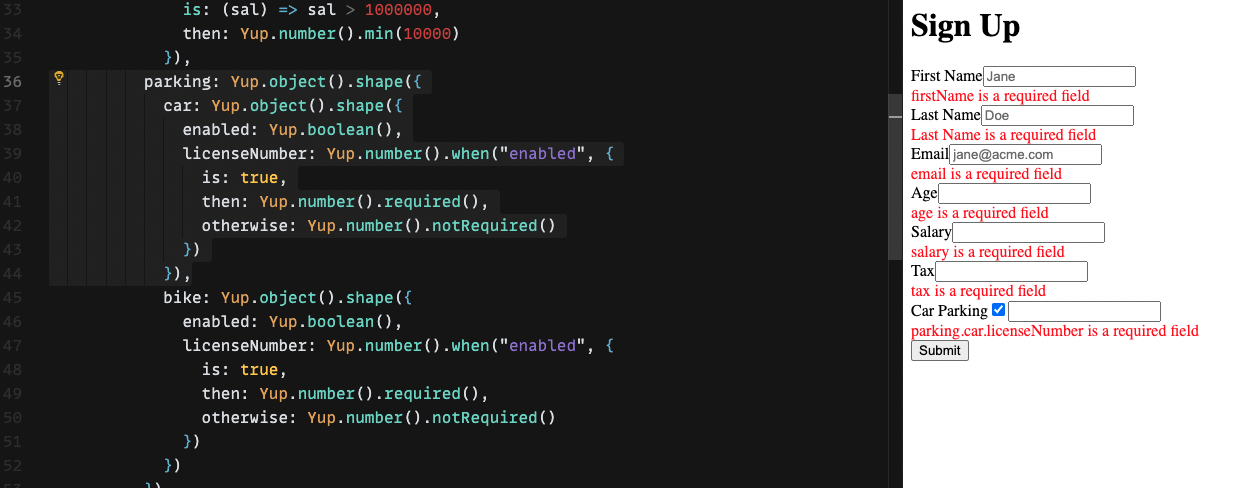 33 is: (sal) => sal > 1000000,
34 then: Yup.number().min(10000)
35 }),
36 parking: Yup.object().shape({
37 car: Yup.object().shape({
38 enabled: Yup.boolean(),
39 licenseNumber: Yup.number().when("enabled", {
40 is: true,
41 then: Yup.number().required(),
42 otherwise: Yup.number().notRequired()
43 })
44 }),
45 bike: Yup.object().shape({
46 enabled: Yup.boolean(),
47 licenseNumber: Yup.number().when("enabled", {
48 is: true,
49 then: Yup.number().required(),
50 otherwise: Yup.number().notRequired()
51 })
52 })
Sign Up
First Name Jane
firstName is a required field
Last Name Doe
Last Name is a required field
Email jane@acme.com
email is a required field
Age
age is a required field
Salary
salary is a required field
Tax
tax is a required field
Car Parking
parking.car.licenseNumber is a required field
Submit